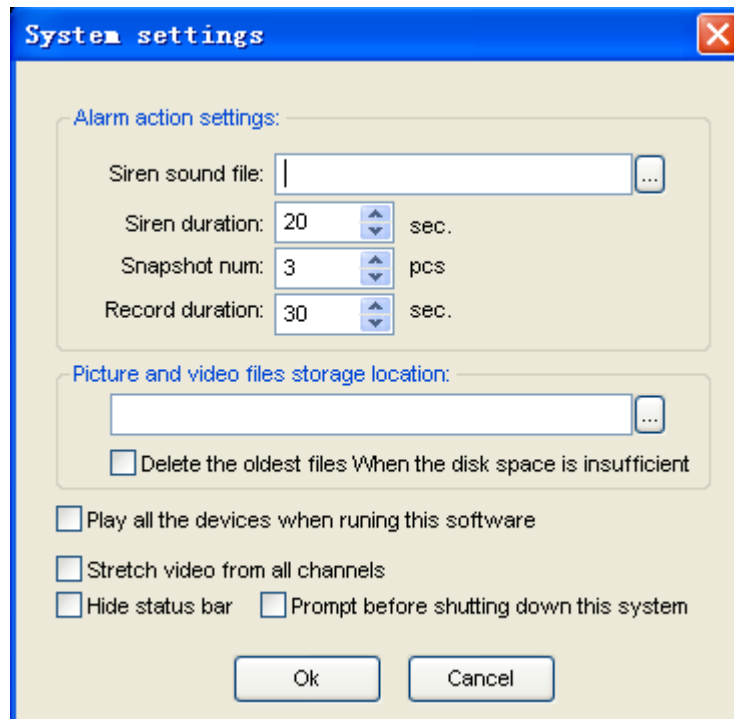 System settings
Alarm action settings:
Siren sound file:
...
Siren duration: 20 sec.
Snapshot num: 3 pcs
Record duration: 30 sec.
Picture and video files storage location:
...
Delete the oldest files When the disk space is insufficient
Play all the devices when runing this software
Stretch video from all channels
Hide status bar Prompt before shutting down this system
Ok Cancel